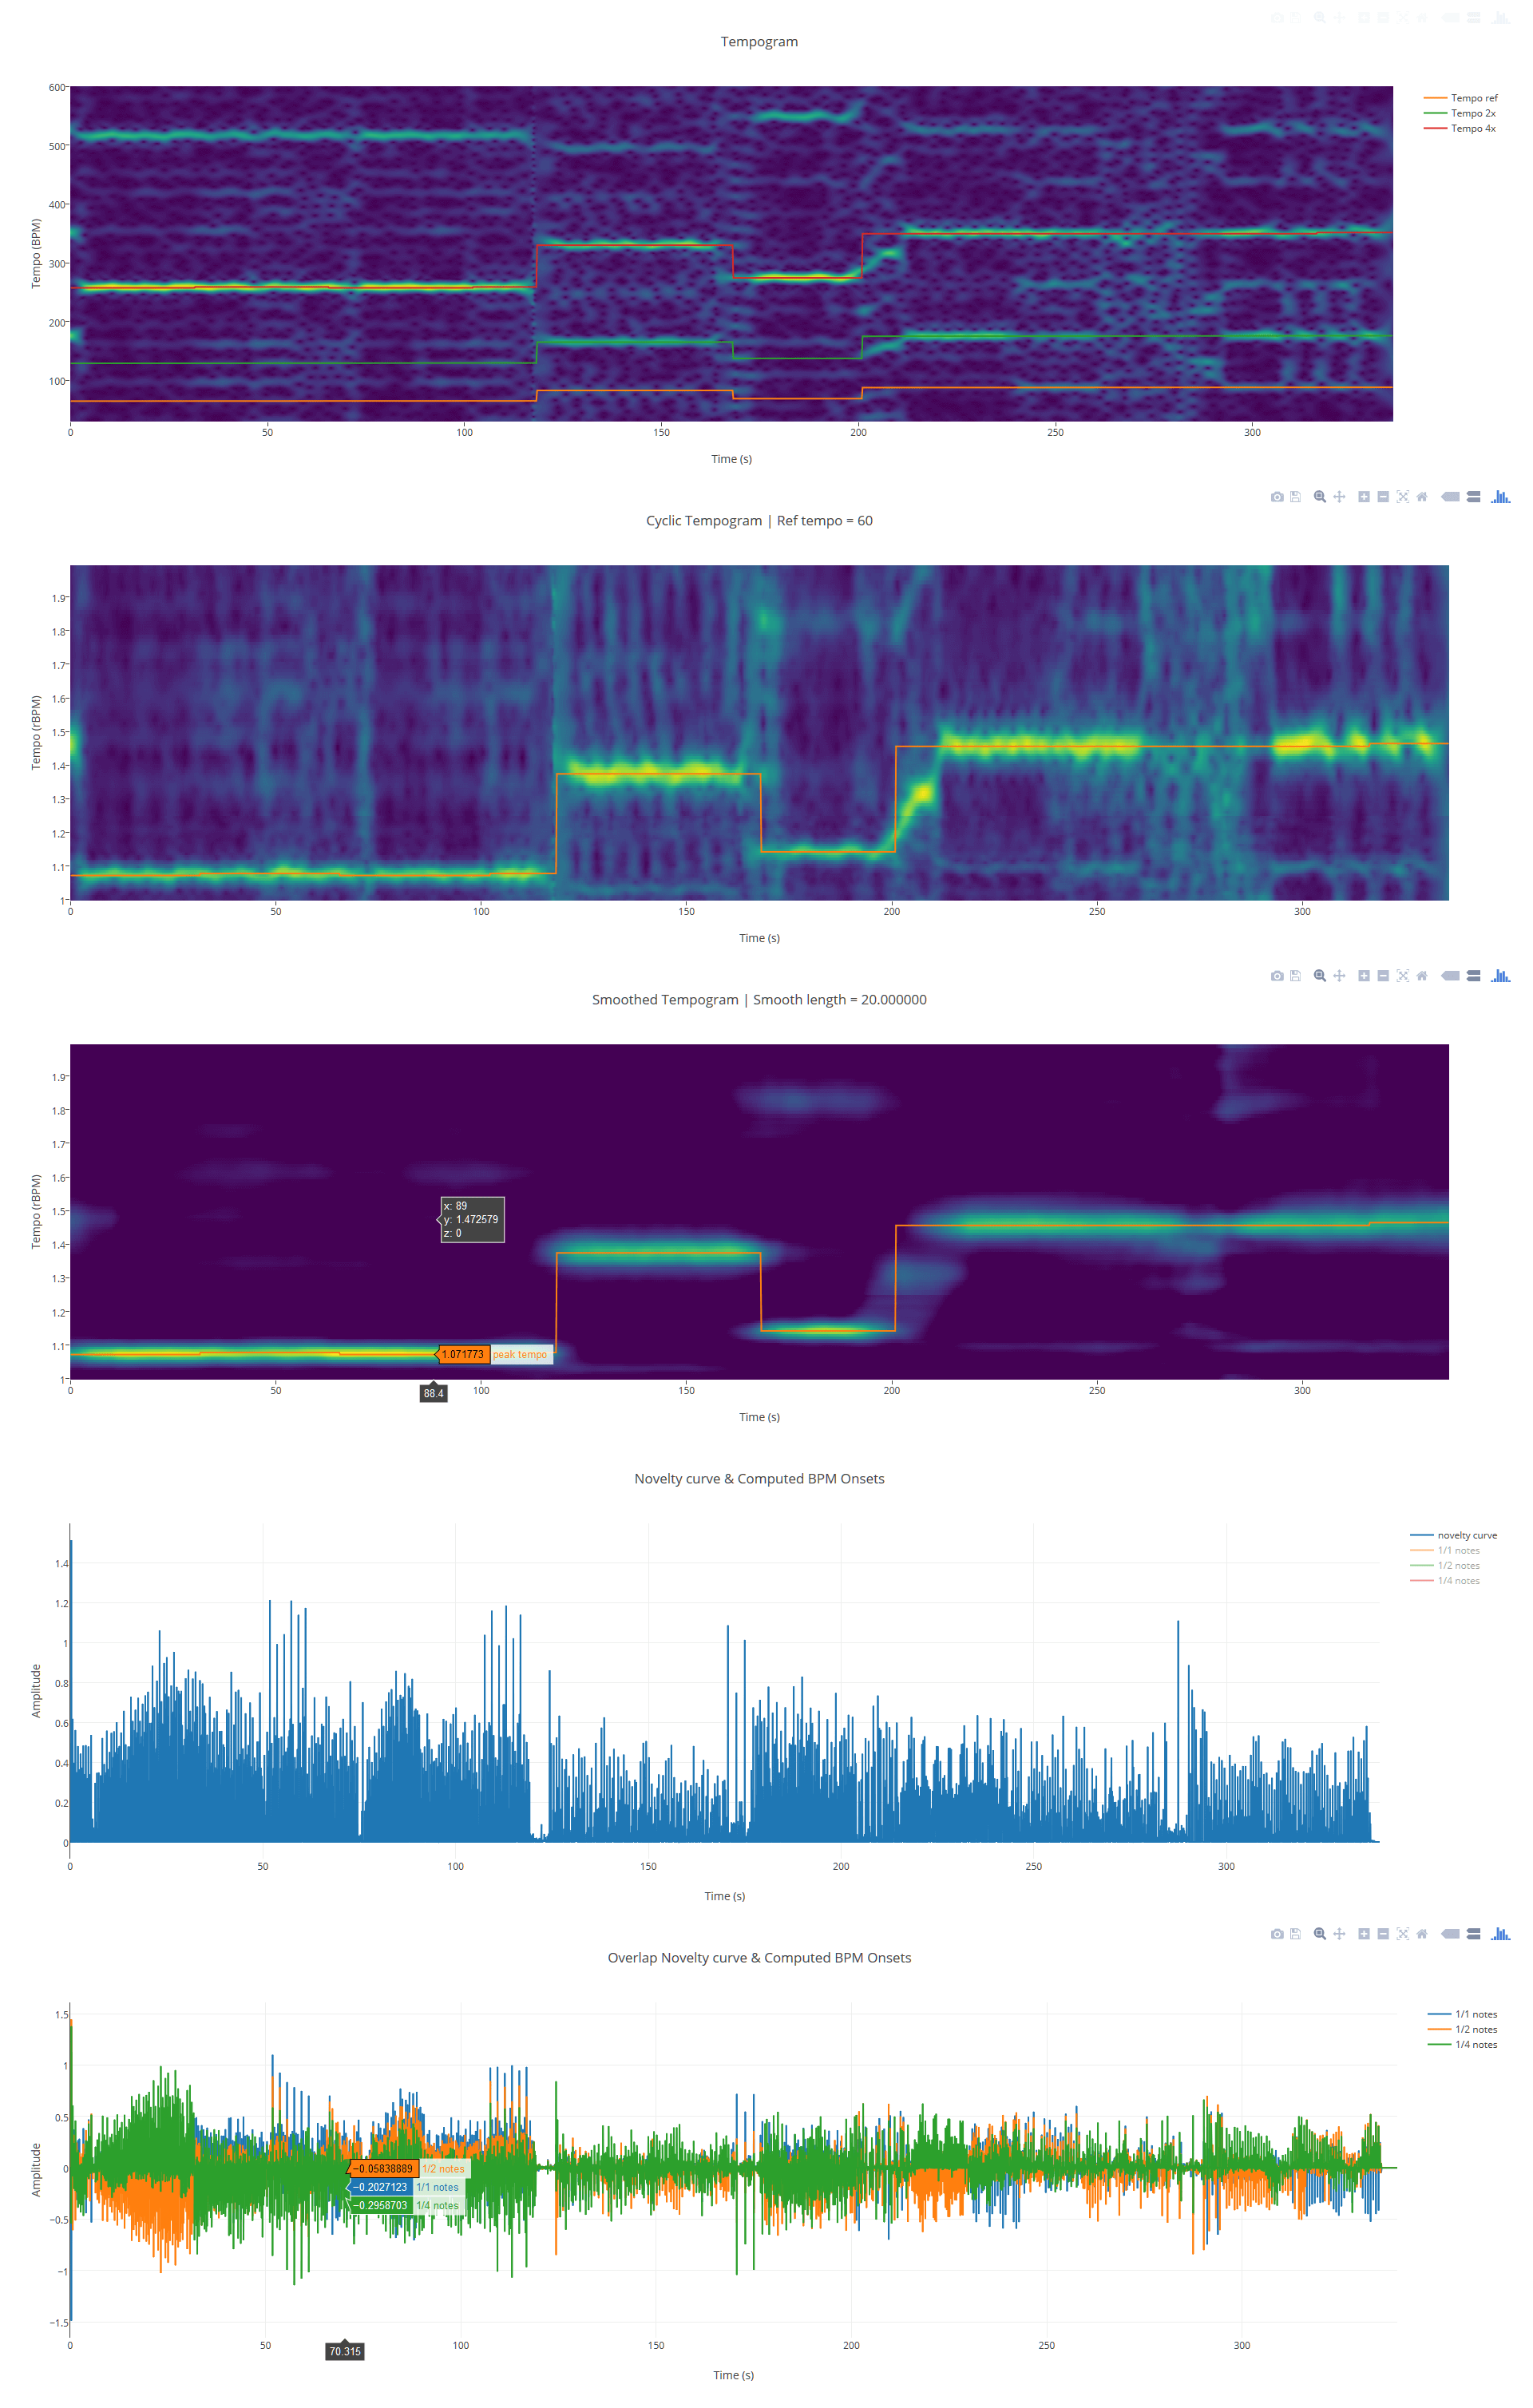 Tempogram
600
500
400
300
200
100
Tempo (BPM)
0 50 100 150 200 250 300
Time (s)
Tempo ref
Tempo 2x
Tempo 4x
Cyclic Tempogram | Ref tempo = 60
1.9
1.8
1.7
1.6
1.5
1.4
1.3
1.2
1.1
1
Tempo (rBPM)
0 50 100 150 200 250 300
Time (s)
Smoothed Tempogram | Smooth length = 20.000000
1.9
1.8
1.7
1.6
1.5
1.4
1.3
1.2
1.1
1
Tempo (rBPM)
x: 89
y: 1.472579
z: 0
1.071773 peak tempo
88.4
0 50 100 150 200 250 300
Time (s)
Novelty curve & Computed BPM Onsets
1.4
1.2
1
0.8
0.6
0.4
0.2
0
Amplitude
0 50 100 150 200 250 300
Time (s)
novelty curve
1/1 notes
1/2 notes
1/4 notes
Overlap Novelty curve & Computed BPM Onsets
1.5
1
0.5
0
−0.5
−1
−1.5
Amplitude
−0.05838889 1/2 notes
−0.2027123 1/1 notes
−0.2958703 1/4 notes
70.315
0 50 100 150 200 250 300
Time (s)
1/1 notes
1/2 notes
1/4 notes